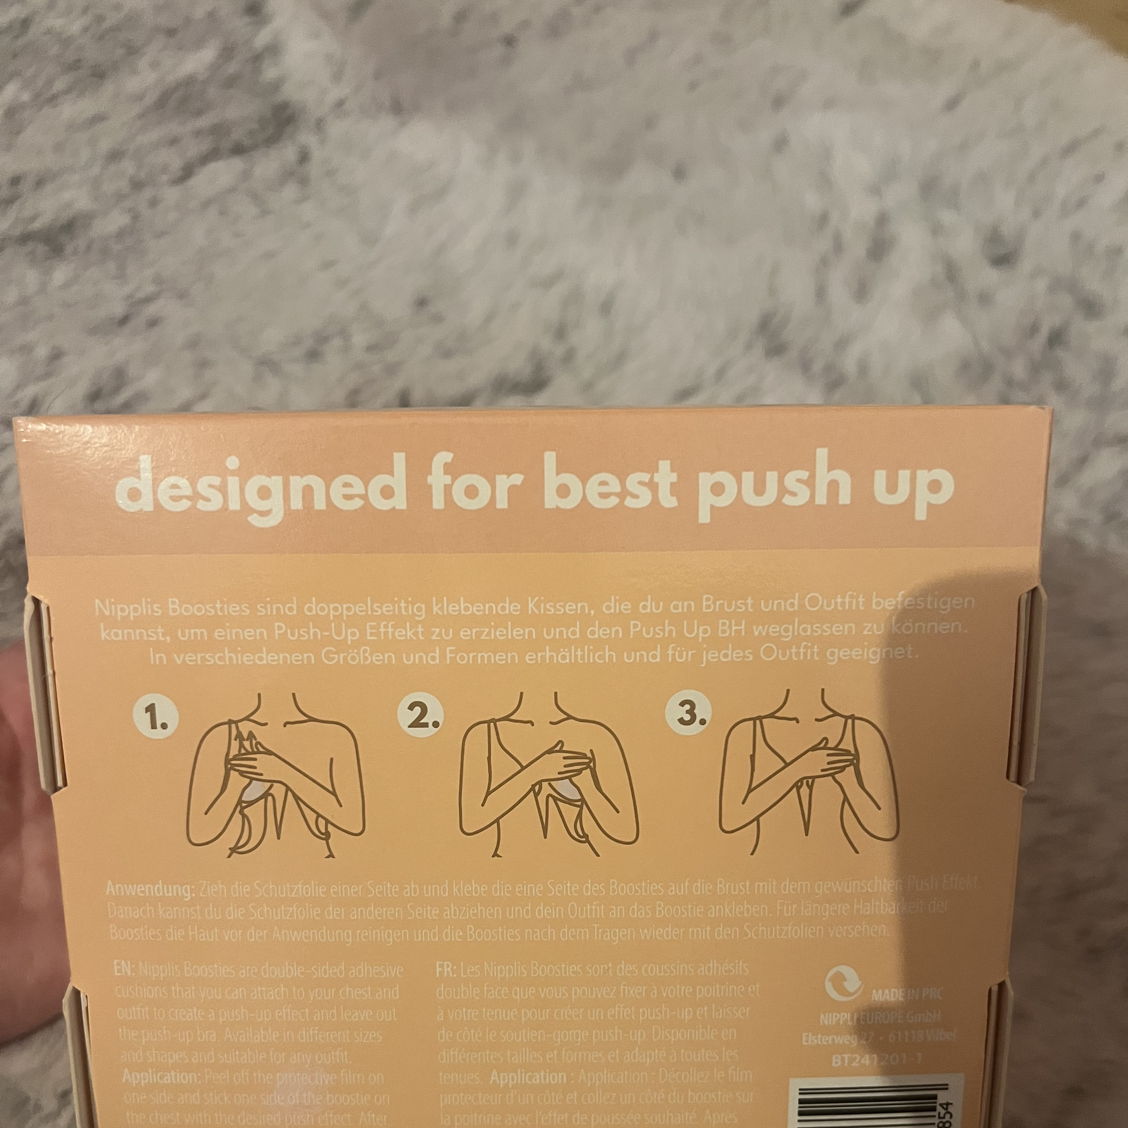 designed for best push up
Nipplis Boosties sind doppelseitig klebende Kissen, die du an Brust und Outfit befestigen
kannst, um einen Push-Up Effekt zu erzielen und den Push Up BH weglassen zu können.
In verschiedenen Größen und Formen erhältlich und für jedes Outfit geeignet.
1.
2.
3.
Anwendung: Zieh die Schutzfolie einer Seite ab und klebe die eine Seite des Boosties auf die Brust mit dem gewünschten Push Effekt.
Danach kannst du die Schutzfolie der anderen Seite abziehen und dein Outfit an das Boostie ankleben. Für längere Haltbarkeit der
Boosties die Haut vor der Anwendung reinigen und die Boosties nach dem Tragen wieder mit den Schutzfolien versehen.
EN: Nipplis Boosties are double-sided adhesive
cushions that you can attach to your chest and
outfit to create a push-up effect and leave out
the push-up bra. Available in different sizes
and shapes and suitable for any outfit.
Application: Peel off the protective film on
one side and stick one side of the boostie on
the chest with the desired push effect. After
FR: Les Nipplis Boosties sont des coussins adhésifs
double face que vous pouvez fixer à votre poitrine et
à votre tenue pour créer un effet push-up et laisser
de côté le soutien-gorge push-up. Disponible en
différentes tailles et formes et adapté à toutes les
tenues. Application : Application : Décollez le film
protecteur d'un côté et collez un côté du boostie sur
la poitrine avec l'effet de poussée souhaité. Après
MADE IN PRC
NIPPLI EUROPE GmbH
Elsterweg 27 - 61118 Vilbel
BT241201-1
854